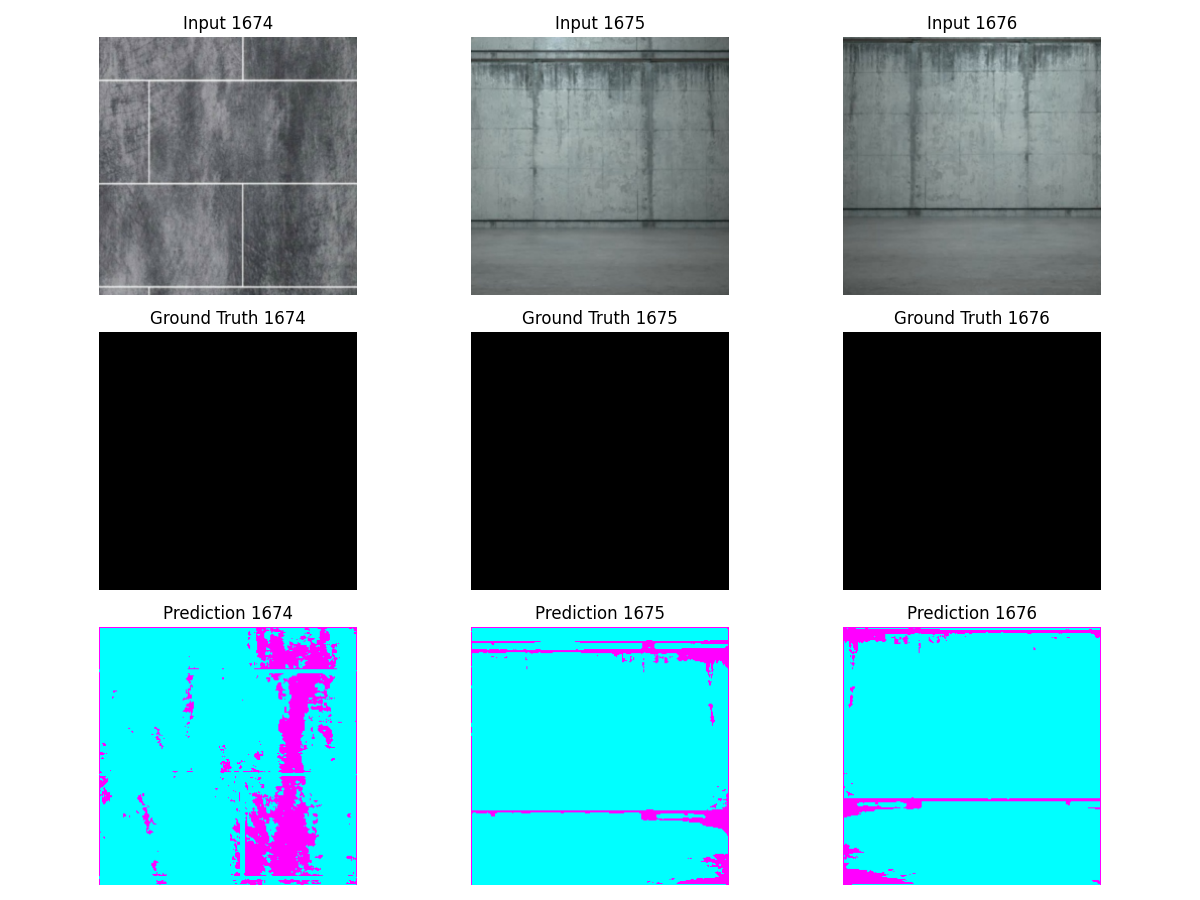 Input 1674
Input 1675
Input 1676
Ground Truth 1674
Ground Truth 1675
Ground Truth 1676
Prediction 1674
Prediction 1675
Prediction 1676